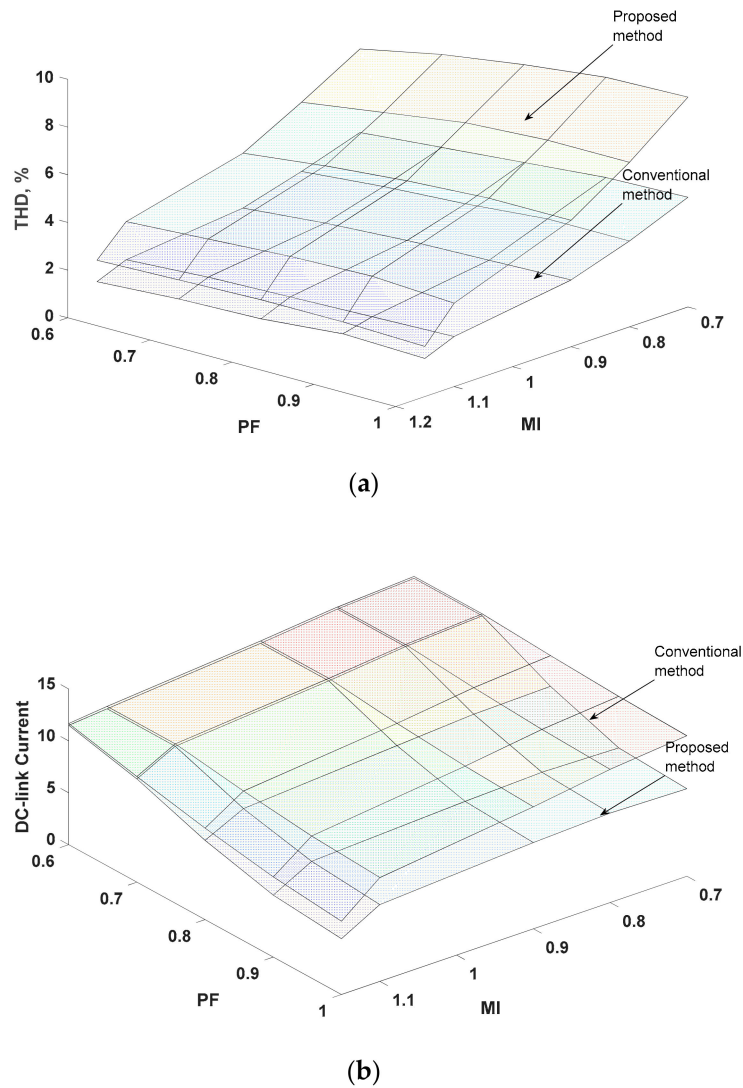 Proposed
method
10
8
Conventional
method
6
THD, %
4
2
0
0.6
0.7
0.7
0.8
0.8
0.9
0.9
1
1.1
PF
1
1.2
MI
(a)
Conventional
method
15
10
Proposed
method
DC-link Current
5
0
0.6
0.7
0.7
0.8
0.8
0.9
0.9
1
1.1
PF
1
MI
(b)